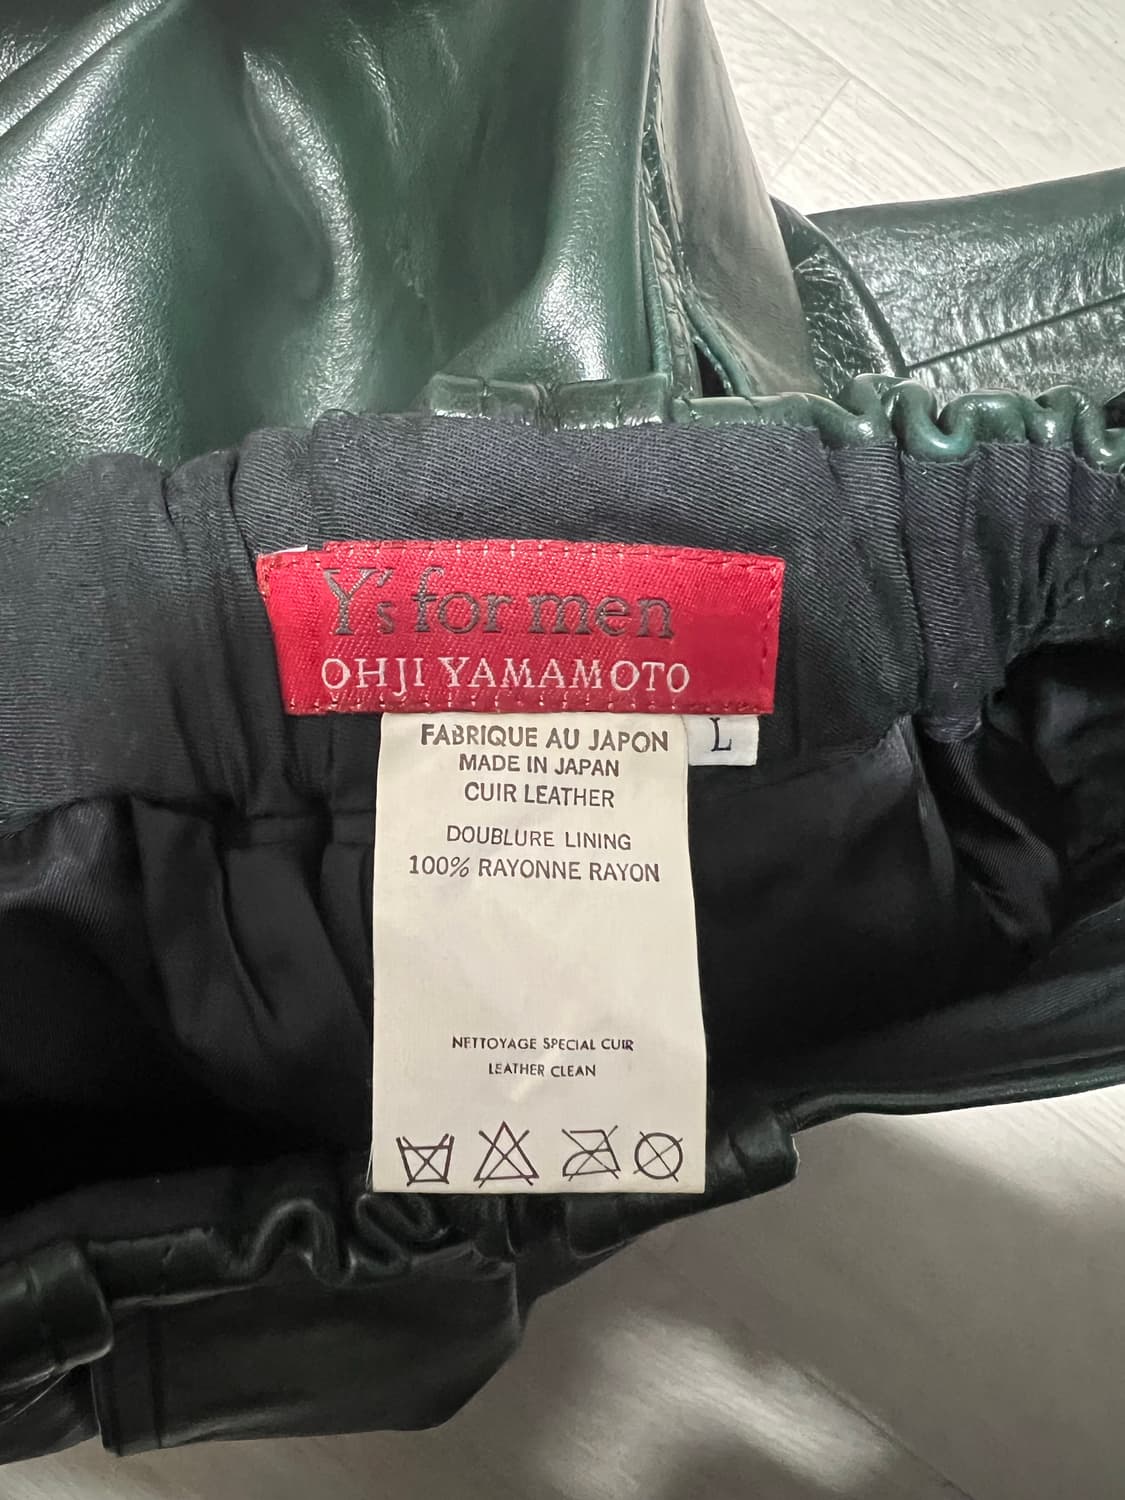 Y's for men
OHJI YAMAMOTO
L
FABRIQUE AU JAPON
MADE IN JAPAN
CUIR LEATHER
DOUBLURE LINING
100% RAYONNE RAYON
NETTOYAGE SPECIAL CUIR
LEATHER CLEAN